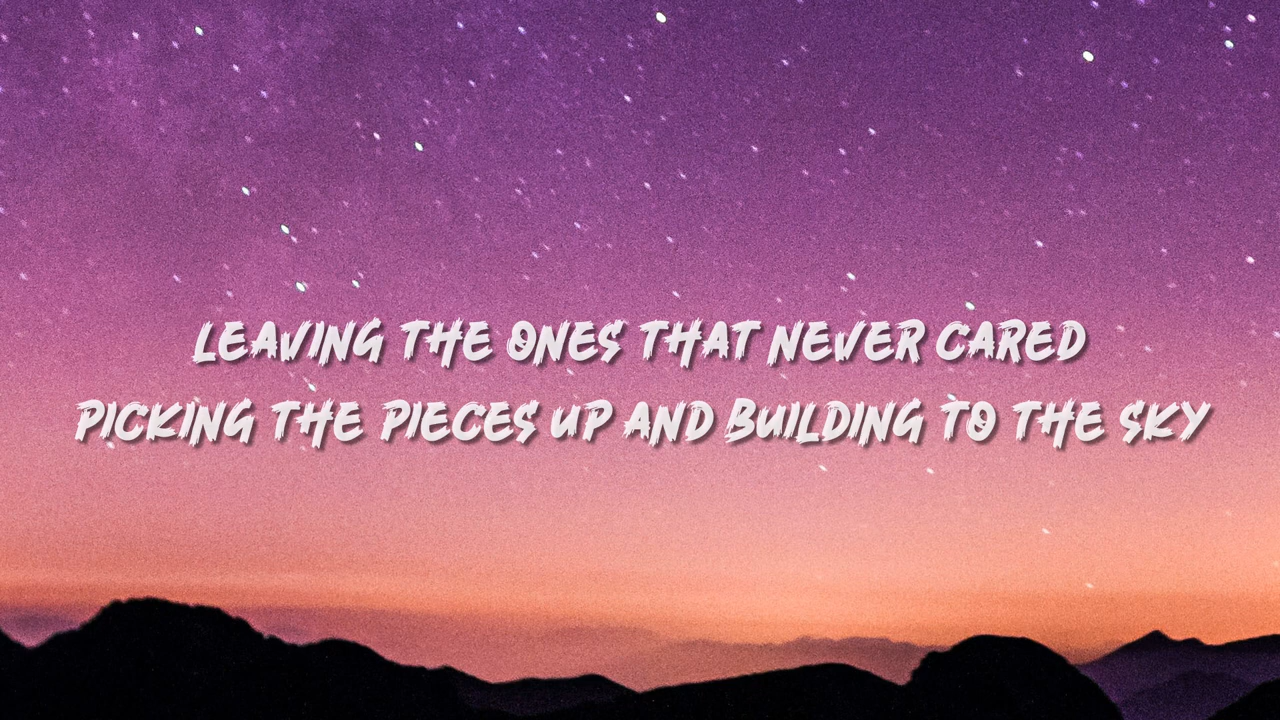 LEAVING THE ONES THAT NEVER CARED
PICKING THE PIECES UP AND BUILDING TO THE SKY